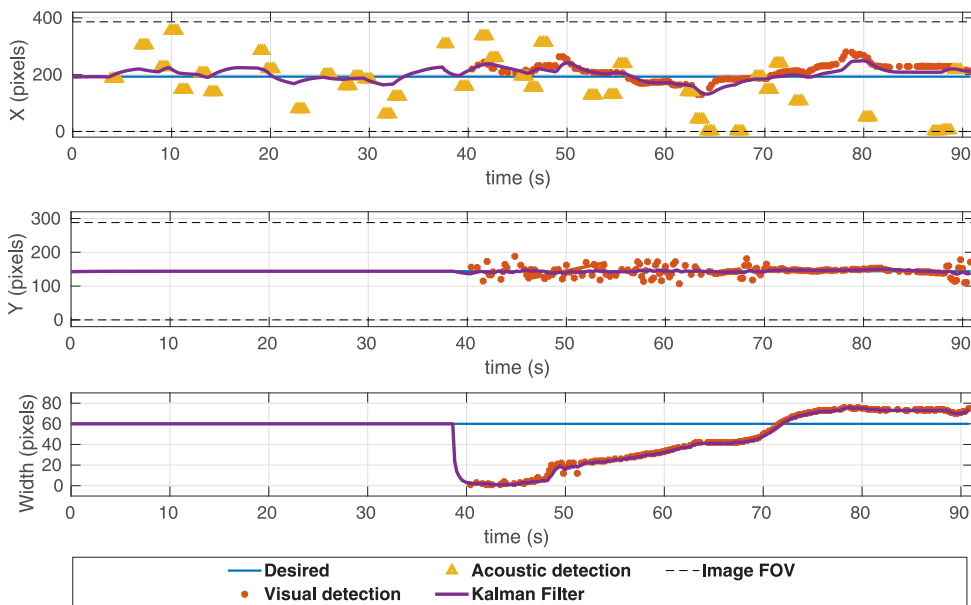 400
200
0
X (pixels)
0 10 20 30 40 50 60 70 80 90
time (s)
300
200
100
0
Y (pixels)
0 10 20 30 40 50 60 70 80 90
time (s)
80
60
40
20
0
Width (pixels)
0 10 20 30 40 50 60 70 80 90
time (s)
Desired Acoustic detection Image FOV
Visual detection Kalman Filter